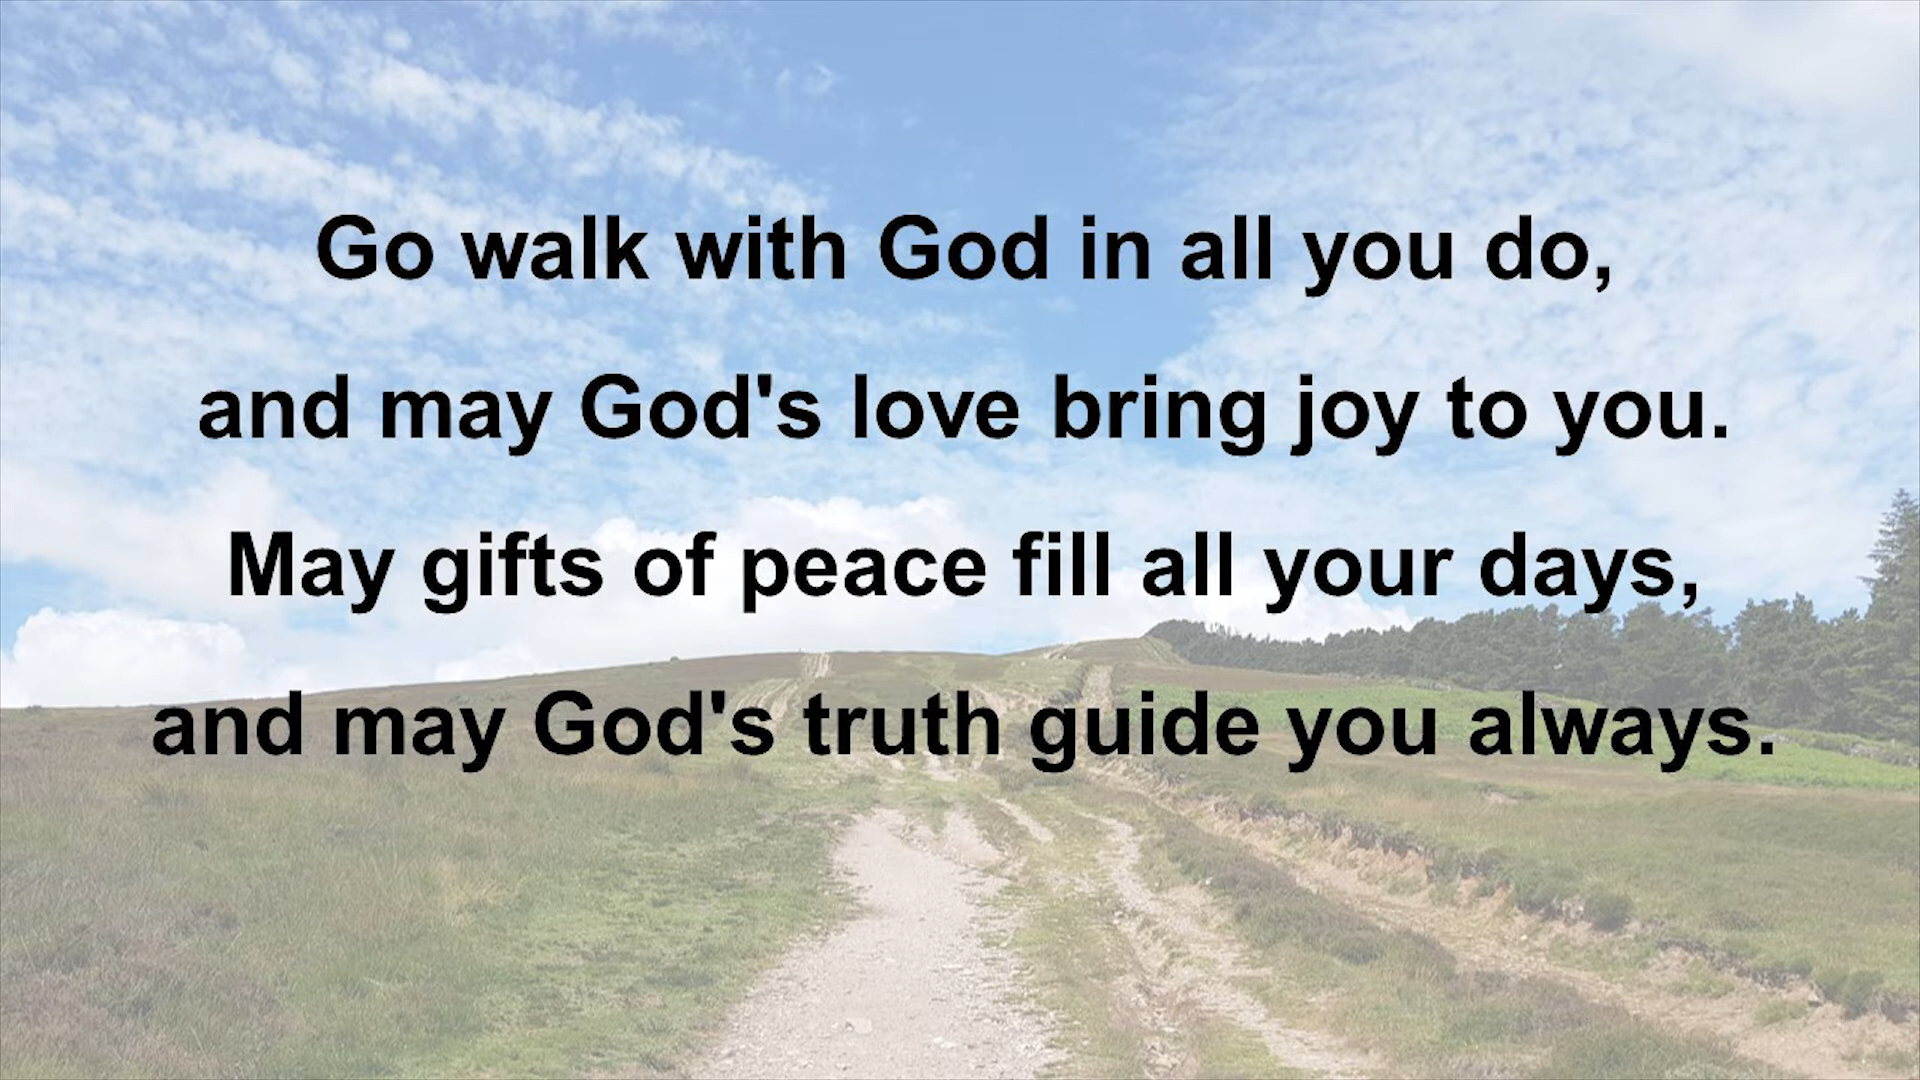 Go walk with God in all you do,
and may God's love bring joy to you.
May gifts of peace fill all your days,
and may God's truth guide you always.